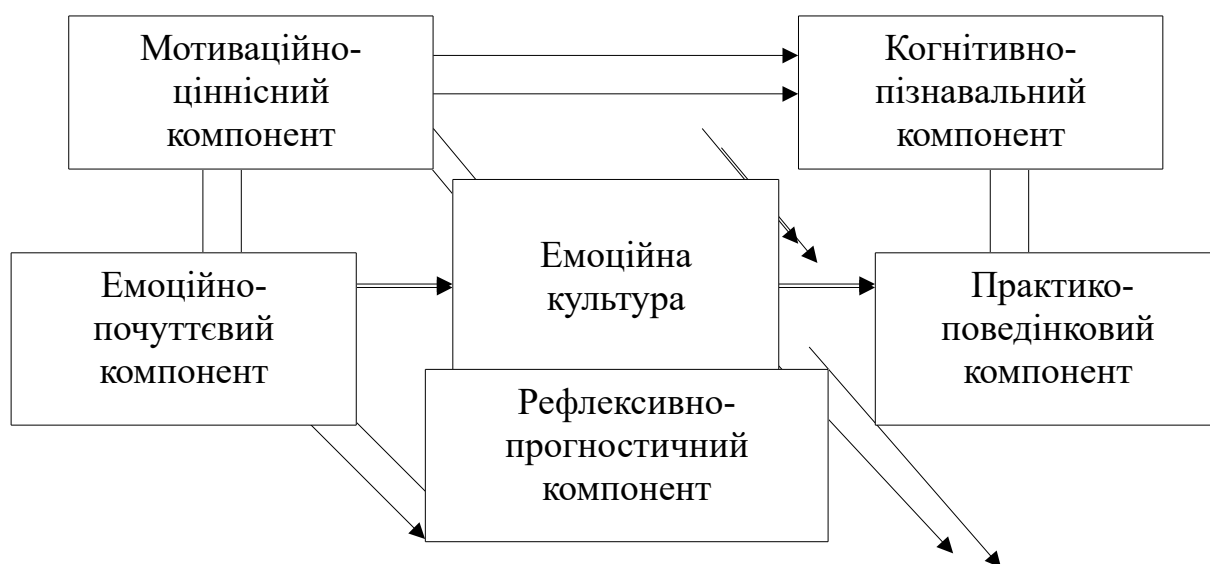 Мотиваційно-
ціннісний
компонент
Когнітивно-
пізнавальний
компонент
Емоційно-
почуттєвий
компонент
Емоційна
культура
Практико-
поведінковий
компонент
Рефлексивно-
прогностичний
компонент